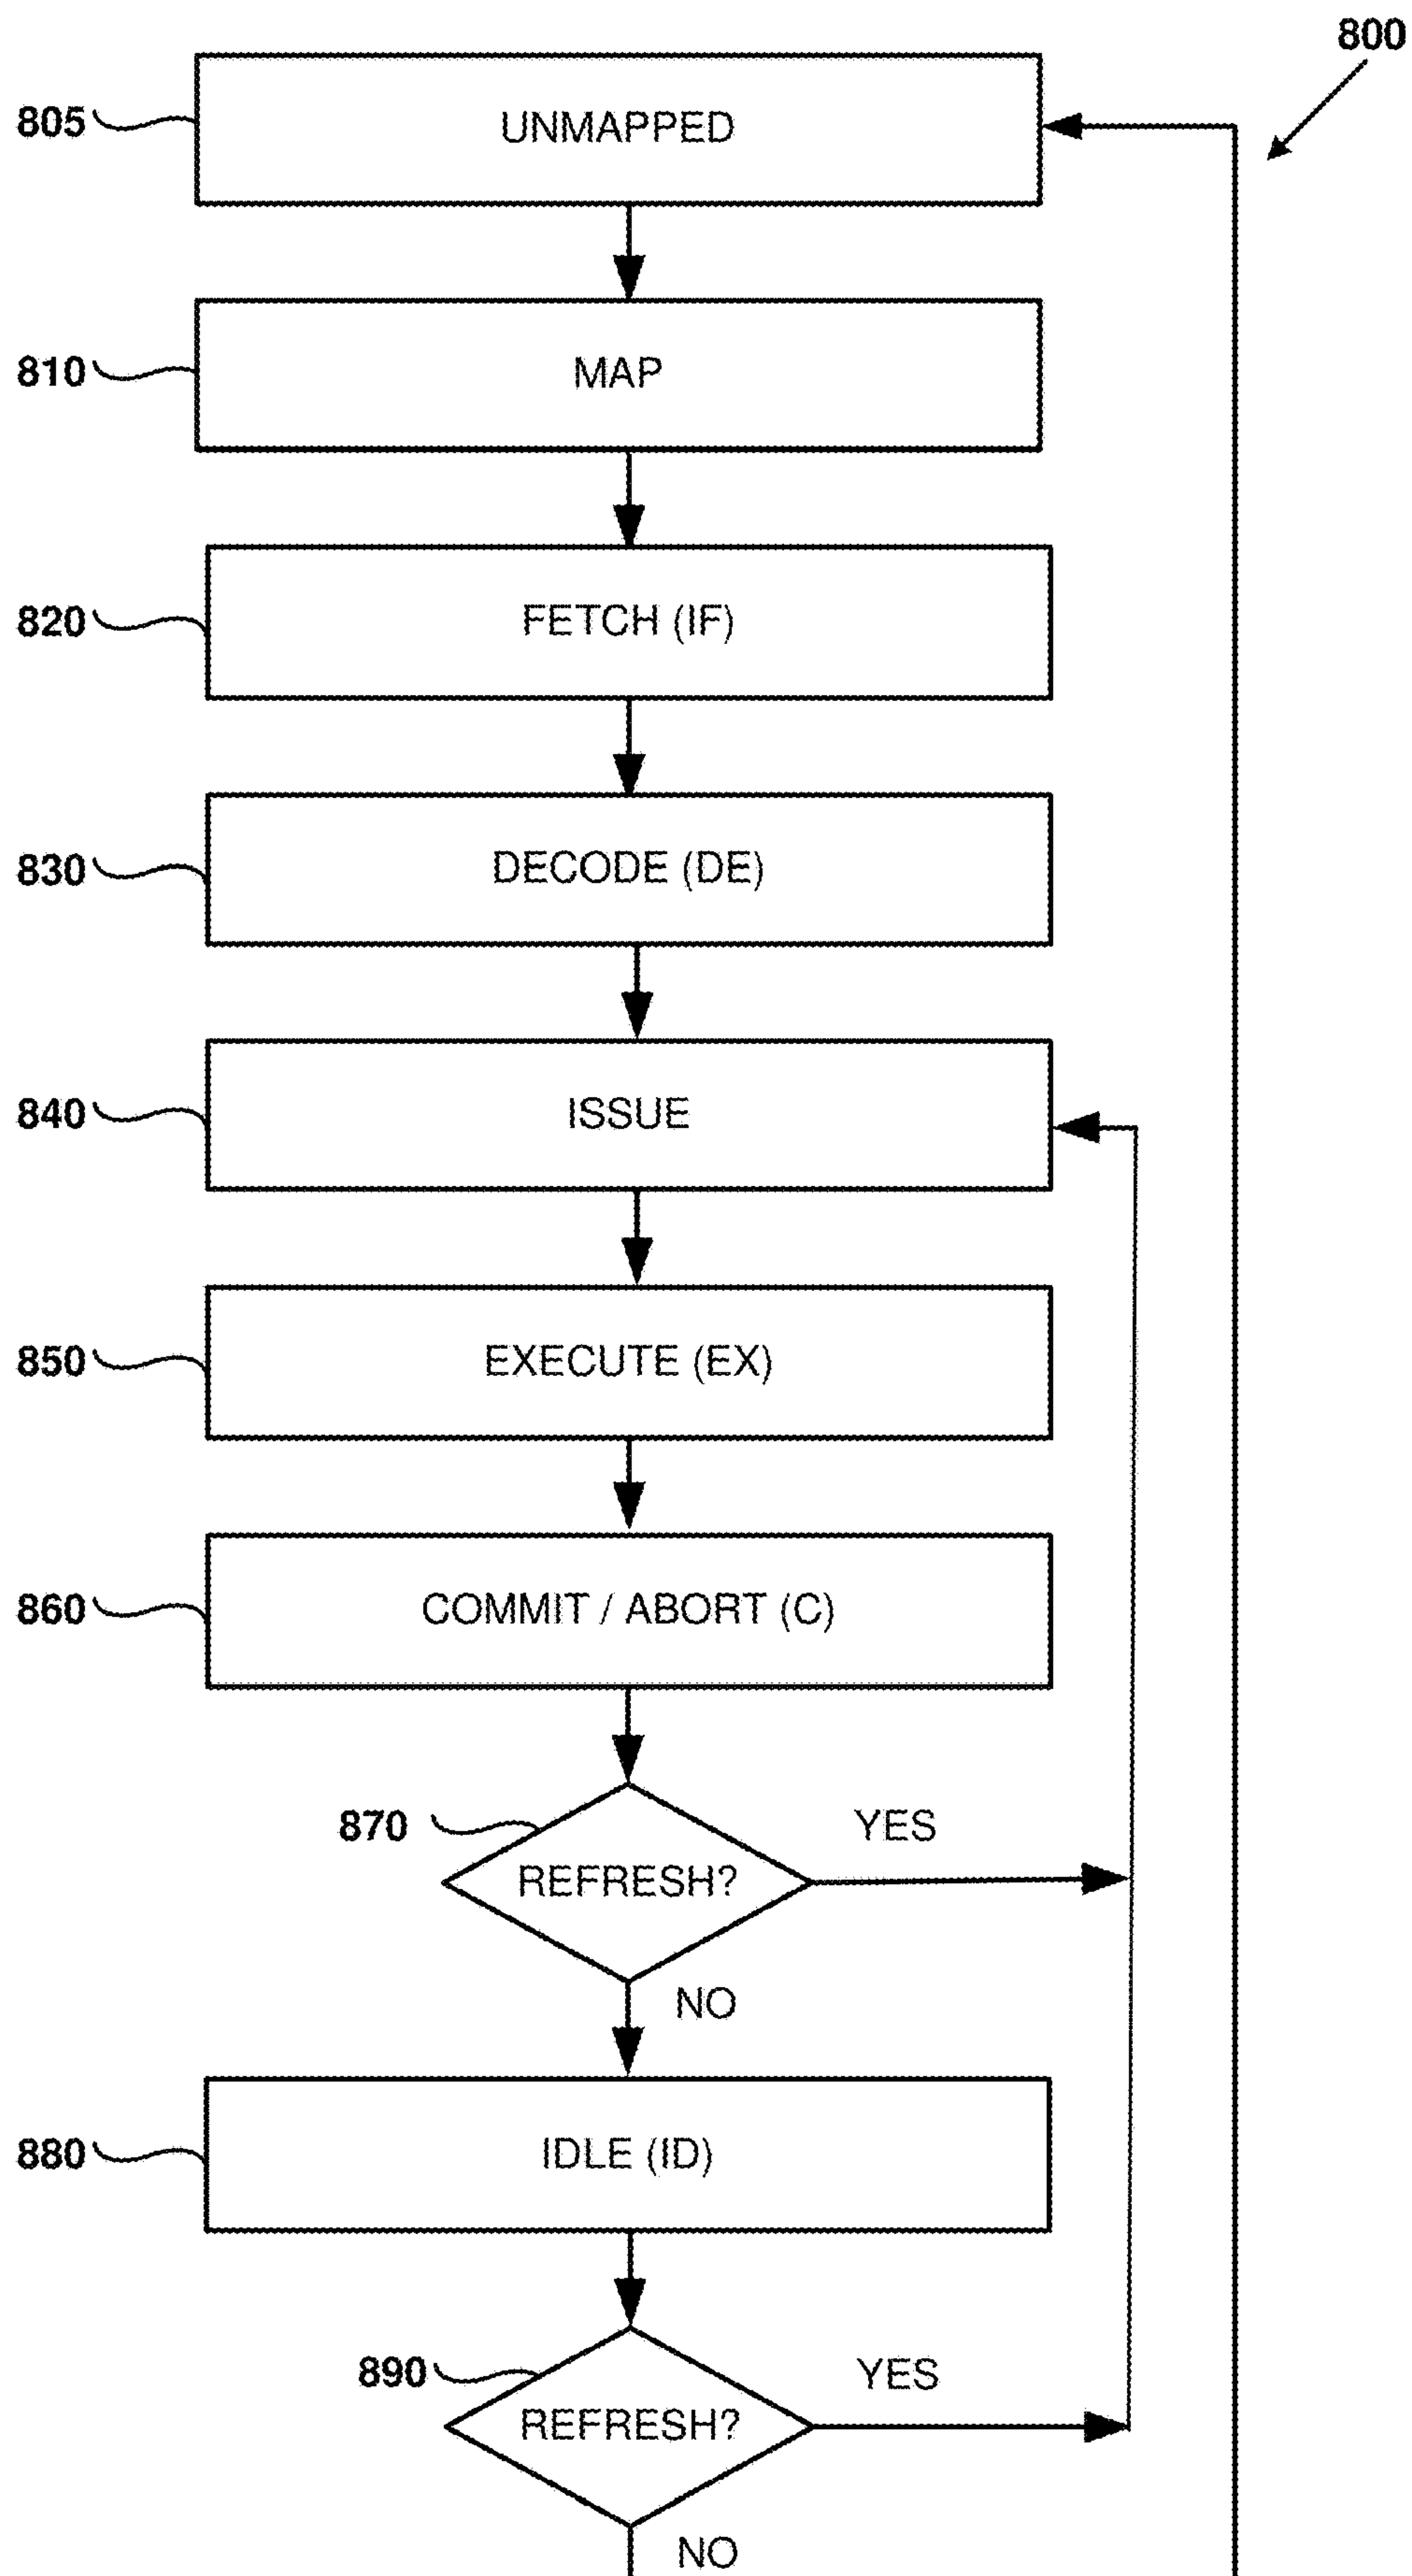 800
805 UNMAPPED
810 MAP
820 FETCH (IF)
830 DECODE (DE)
840 ISSUE
850 EXECUTE (EX)
860 COMMIT / ABORT (C)
870 YES
REFRESH?
NO
880 IDLE (ID)
890 YES
REFRESH?
NO